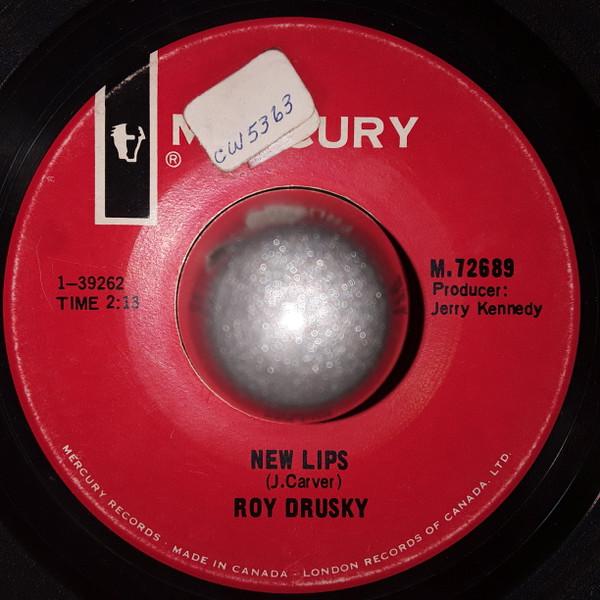 CW5363
MERCURY
®
1-39262
TIME 2:13
M.72689
Producer:
Jerry Kennedy
NEW LIPS
(J.Carver)
ROY DRUSKY
MERCURY RECORDS · MADE IN CANADA - LONDON RECORDS OF CANADA. LTD.